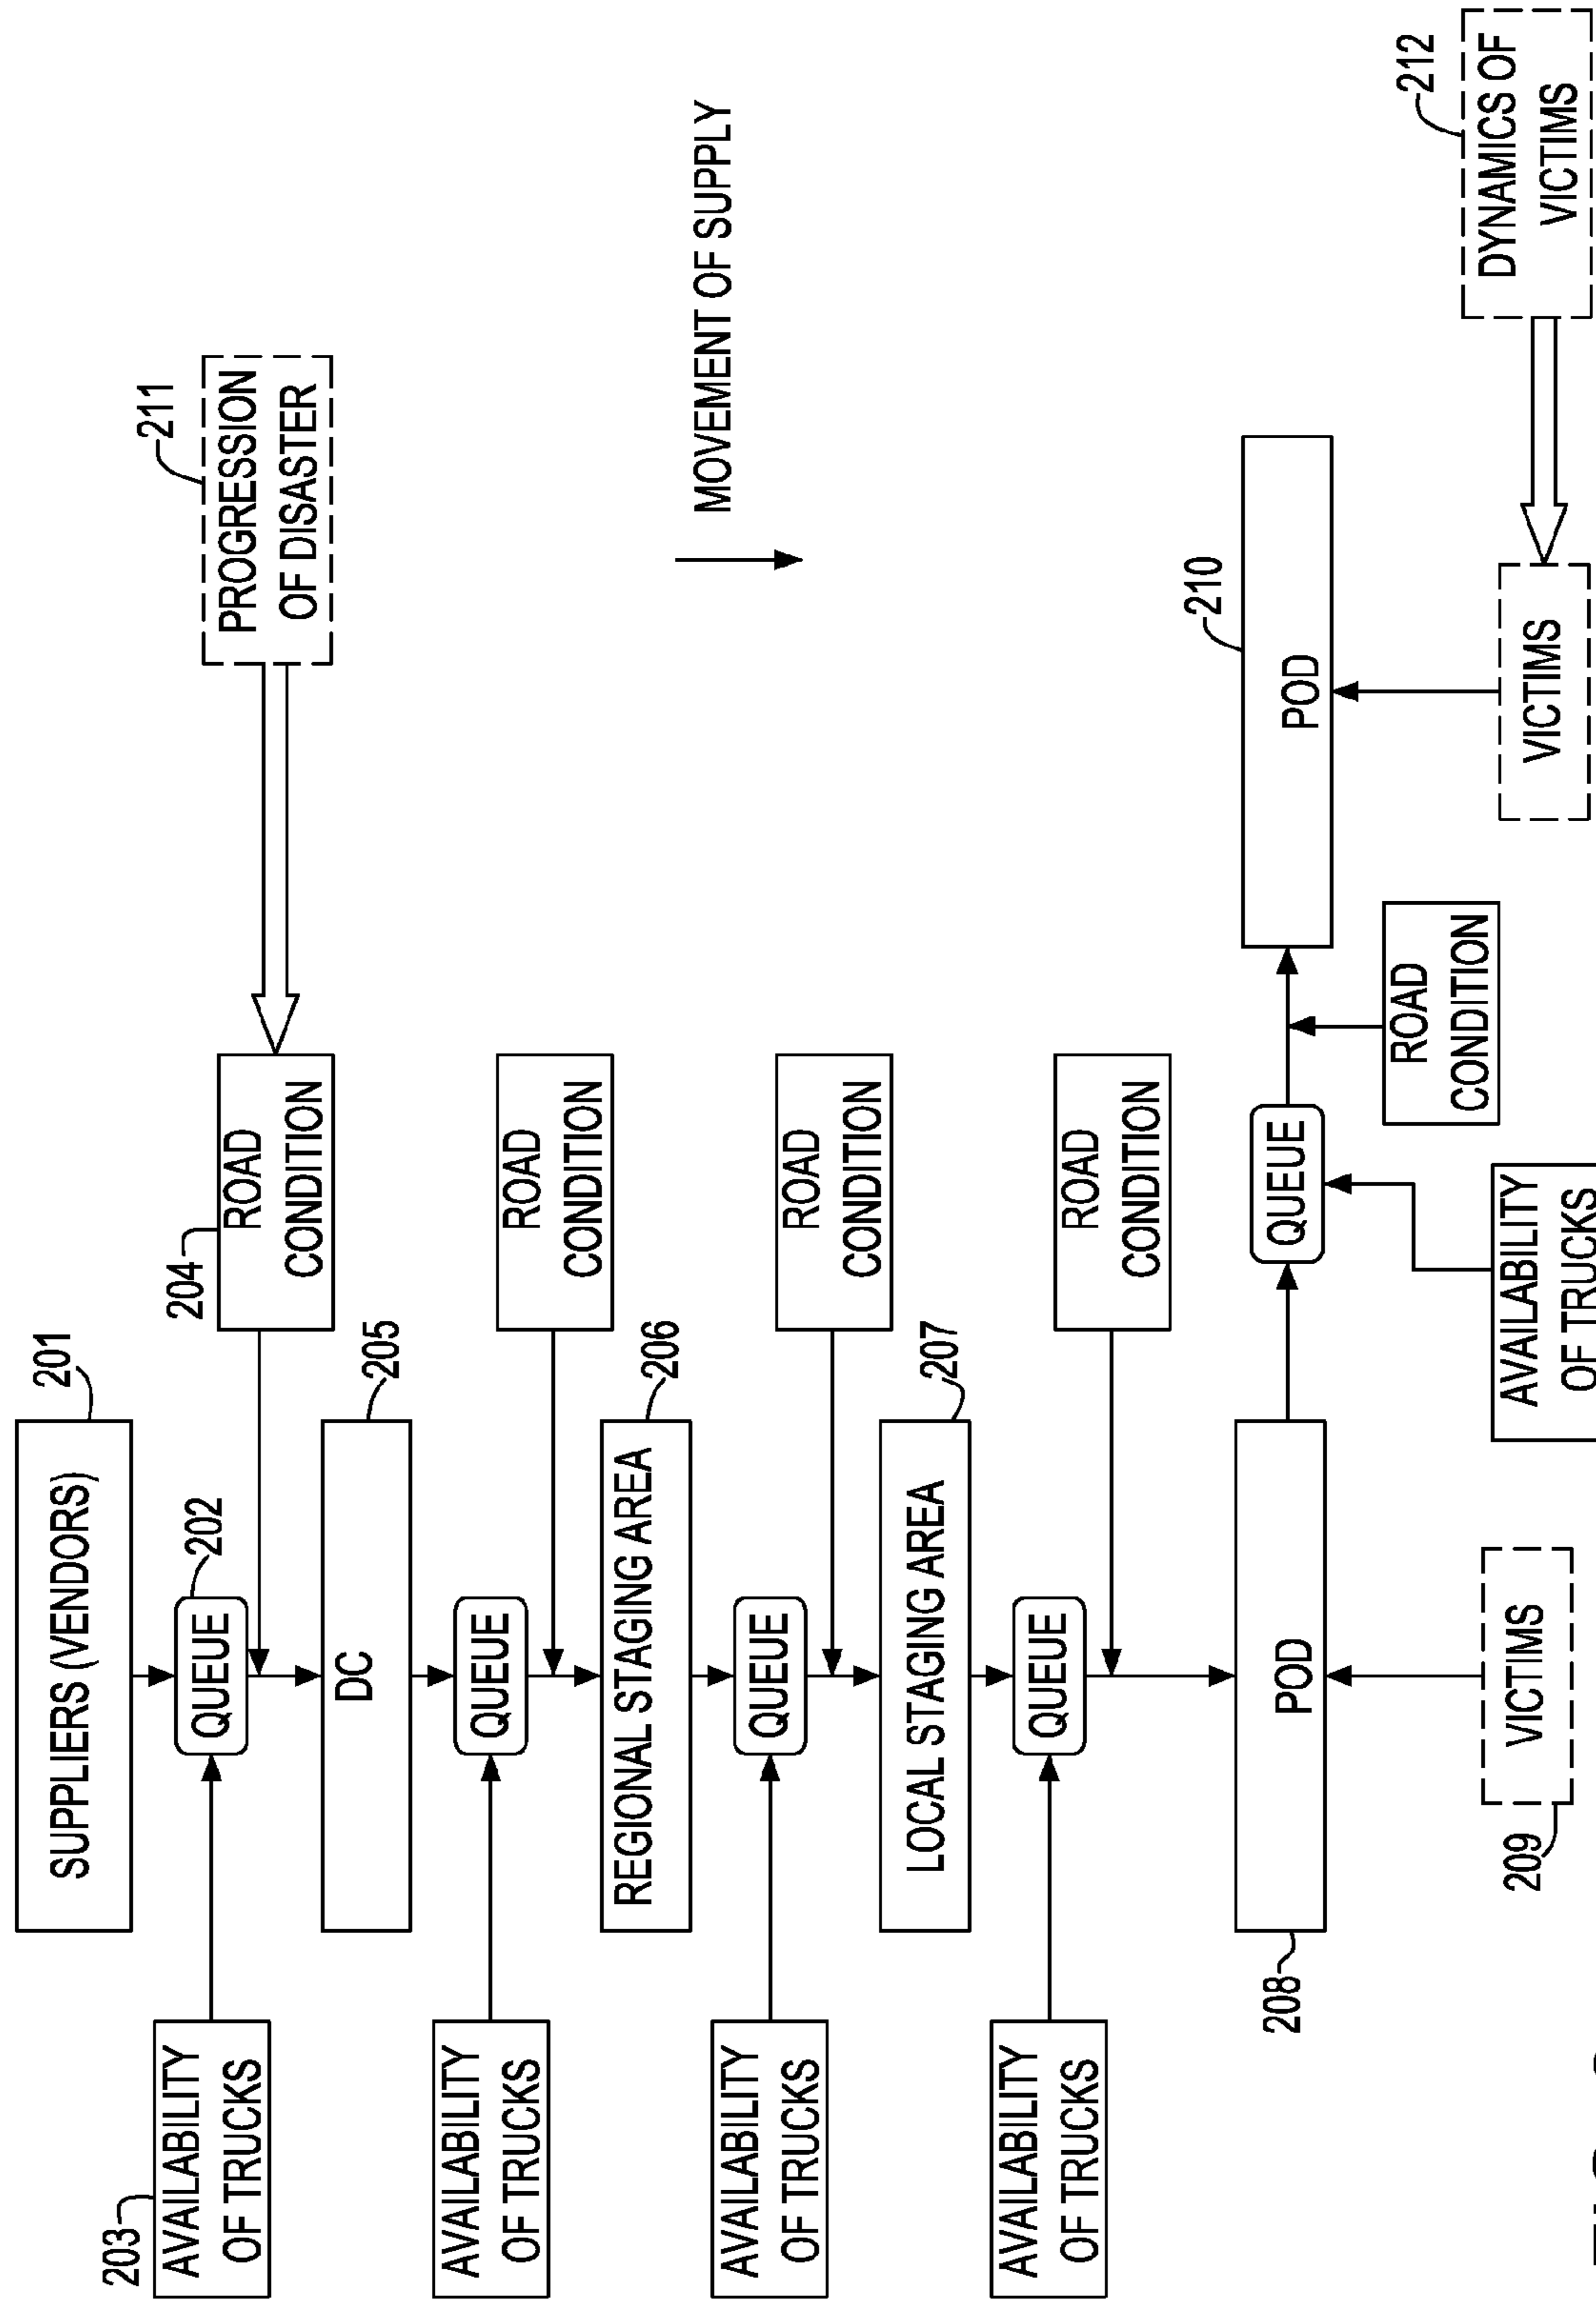 SUPPLIERS (VENDORS)
201
203
AVAILABILITY
OF TRUCKS
QUEUE
202
204
ROAD
CONDITION
211
PROGRESSION
OF DISASTER
DC
205
AVAILABILITY
OF TRUCKS
QUEUE
ROAD
CONDITION
REGIONAL STAGING AREA
206
MOVEMENT OF SUPPLY
AVAILABILITY
OF TRUCKS
QUEUE
ROAD
CONDITION
LOCAL STAGING AREA
207
AVAILABILITY
OF TRUCKS
QUEUE
ROAD
CONDITION
208
POD
QUEUE
210
POD
ROAD
CONDITION
AVAILABILITY
OF TRUCKS
209
VICTIMS
VICTIMS
212
DYNAMICS OF
VICTIMS